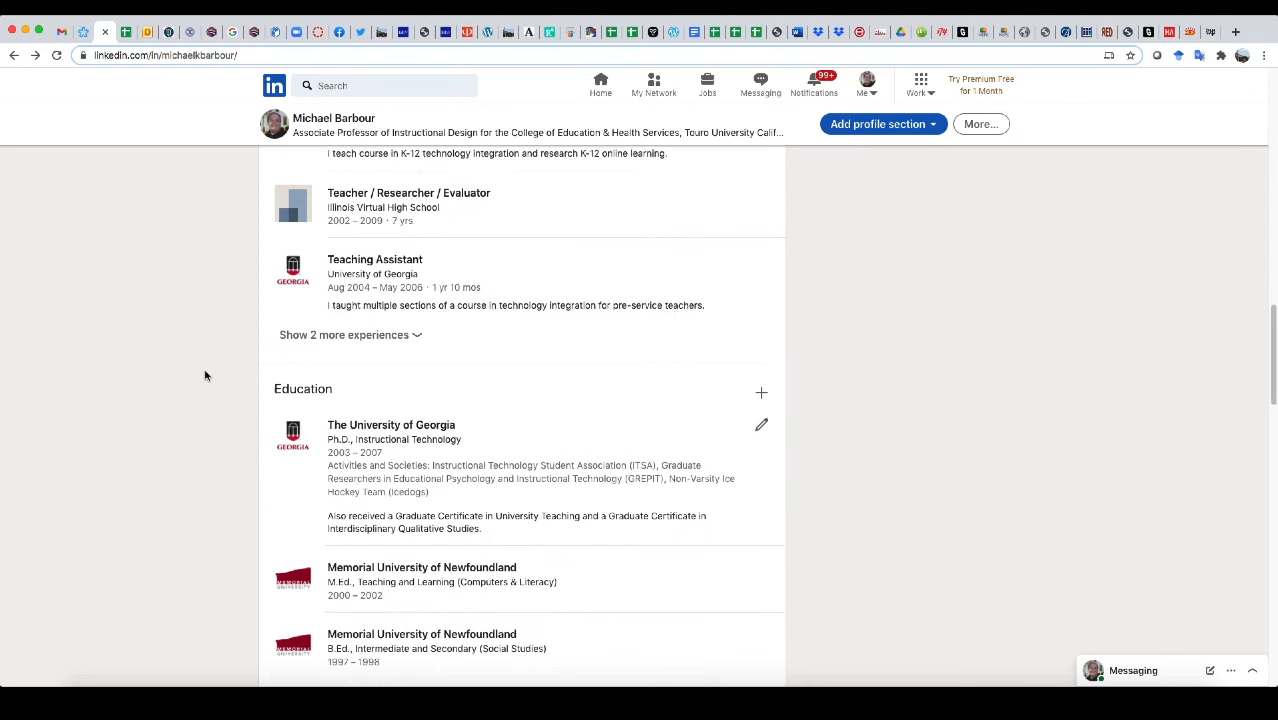 linkedin.com/in/michaelkbarbour/
in
Search
Home
My Network
Jobs
Messaging
99+
Notifications
Me
Work
Try Premium Free
for 1 Month
Michael Barbour
Associate Professor of Instructional Design for the College of Education & Health Services, Touro University Calif...
Add profile section
More...
I teach course in K-12 technology integration and research K-12 online learning.
Teacher / Researcher / Evaluator
Illinois Virtual High School
2002 – 2009 · 7 yrs
Teaching Assistant
University of Georgia
Aug 2004 – May 2006 · 1 yr 10 mos
GEORGIA
I taught multiple sections of a course in technology integration for pre-service teachers.
Show 2 more experiences
Education
The University of Georgia
Ph.D., Instructional Technology
GEORGIA
2003 – 2007
Activities and Societies: Instructional Technology Student Association (ITSA), Graduate
Researchers in Educational Psychology and Instructional Technology (GREPIT), Non-Varsity Ice
Hockey Team (Icedogs)
Also received a Graduate Certificate in University Teaching and a Graduate Certificate in
Interdisciplinary Qualitative Studies.
Memorial University of Newfoundland
M.Ed., Teaching and Learning (Computers & Literacy)
MEMORIAL
UNIVERSITY
2000 – 2002
Memorial University of Newfoundland
B.Ed., Intermediate and Secondary (Social Studies)
MEMORIAL
UNIVERSITY
1997 – 1998
Messaging